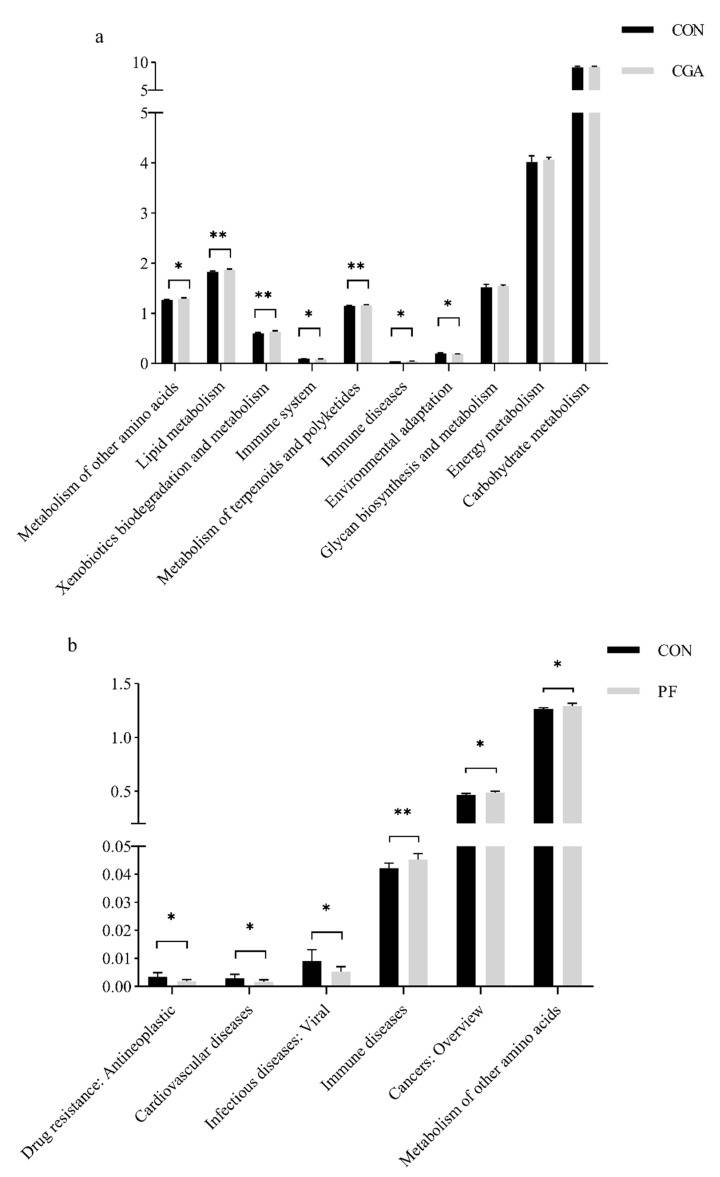 a
CON
CGA
10
5
5
4
3
2
1
0
*
**
**
*
**
*
*
Metabolism of other amino acids
Lipid metabolism
Xenobiotics biodegradation and metabolism
Immune system
Metabolism of terpenoids and polyketides
Immune diseases
Environmental adaptation
Glycan biosynthesis and metabolism
Energy metabolism
Carbohydrate metabolism
b
CON
PF
1.5
1.0
0.5
0.05
0.04
0.03
0.02
0.01
0.00
*
*
*
**
*
*
Drug resistance: Antineoplastic
Cardiovascular diseases
Infectious diseases: Viral
Immune diseases
Cancers: Overview
Metabolism of other amino acids